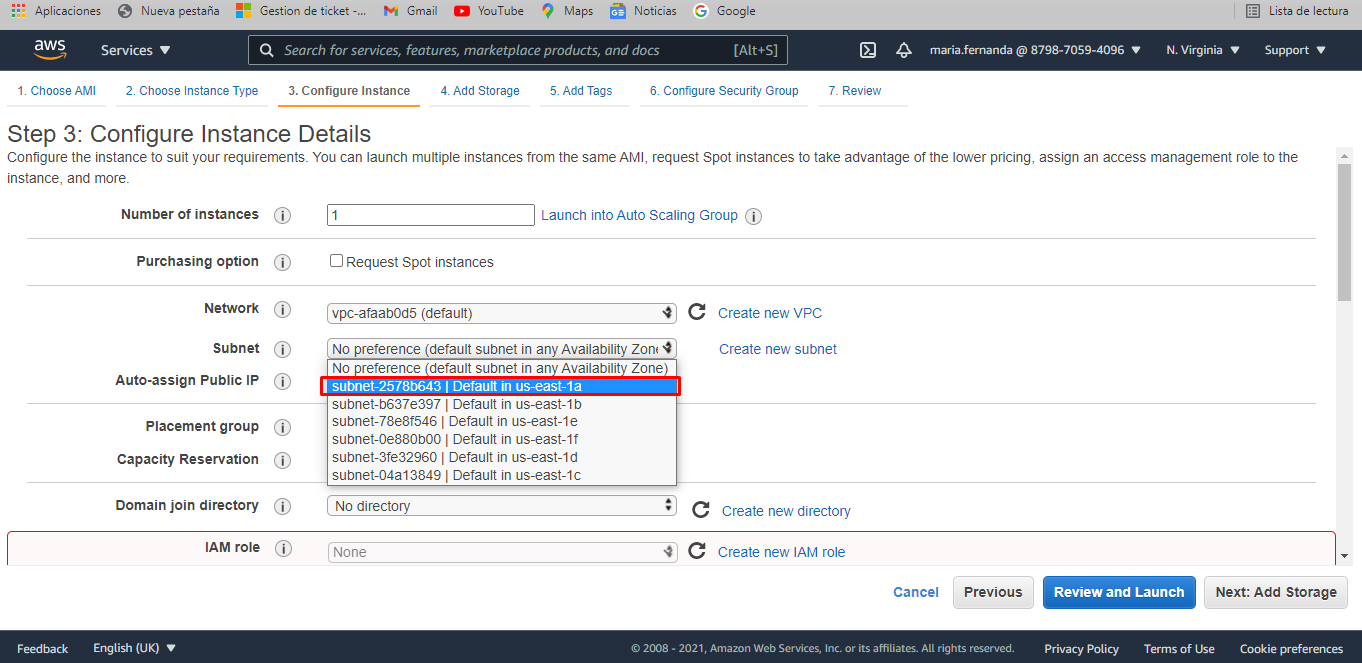 Aplicaciones Nueva pestaña Gestion de ticket -... Gmail YouTube Maps Noticias Google Lista de lectura
aws Services Search for services, features, marketplace products, and docs [Alt+S] maria.fernanda @ 8798-7059-4096 N. Virginia Support
1. Choose AMI 2. Choose Instance Type 3. Configure Instance 4. Add Storage 5. Add Tags 6. Configure Security Group 7. Review
Step 3: Configure Instance Details
Configure the instance to suit your requirements. You can launch multiple instances from the same AMI, request Spot instances to take advantage of the lower pricing, assign an access management role to the
instance, and more.
Number of instances 1 Launch into Auto Scaling Group
Purchasing option Request Spot instances
Network vpc-afaab0d5 (default) Create new VPC
Subnet No preference (default subnet in any Availability Zone Create new subnet
No preference (default subnet in any Availability Zone)
Auto-assign Public IP subnet-2578b643 | Default in us-east-1a
subnet-b637e397 | Default in us-east-1b
Placement group subnet-78e8f546 | Default in us-east-1e
subnet-0e880b00 | Default in us-east-1f
Capacity Reservation subnet-3fe32960 | Default in us-east-1d
subnet-04a13849 | Default in us-east-1c
Domain join directory No directory Create new directory
IAM role None Create new IAM role
Cancel Previous Review and Launch Next: Add Storage
Feedback English (UK) © 2008 - 2021, Amazon Web Services, Inc. or its affiliates. All rights reserved. Privacy Policy Terms of Use Cookie preferences